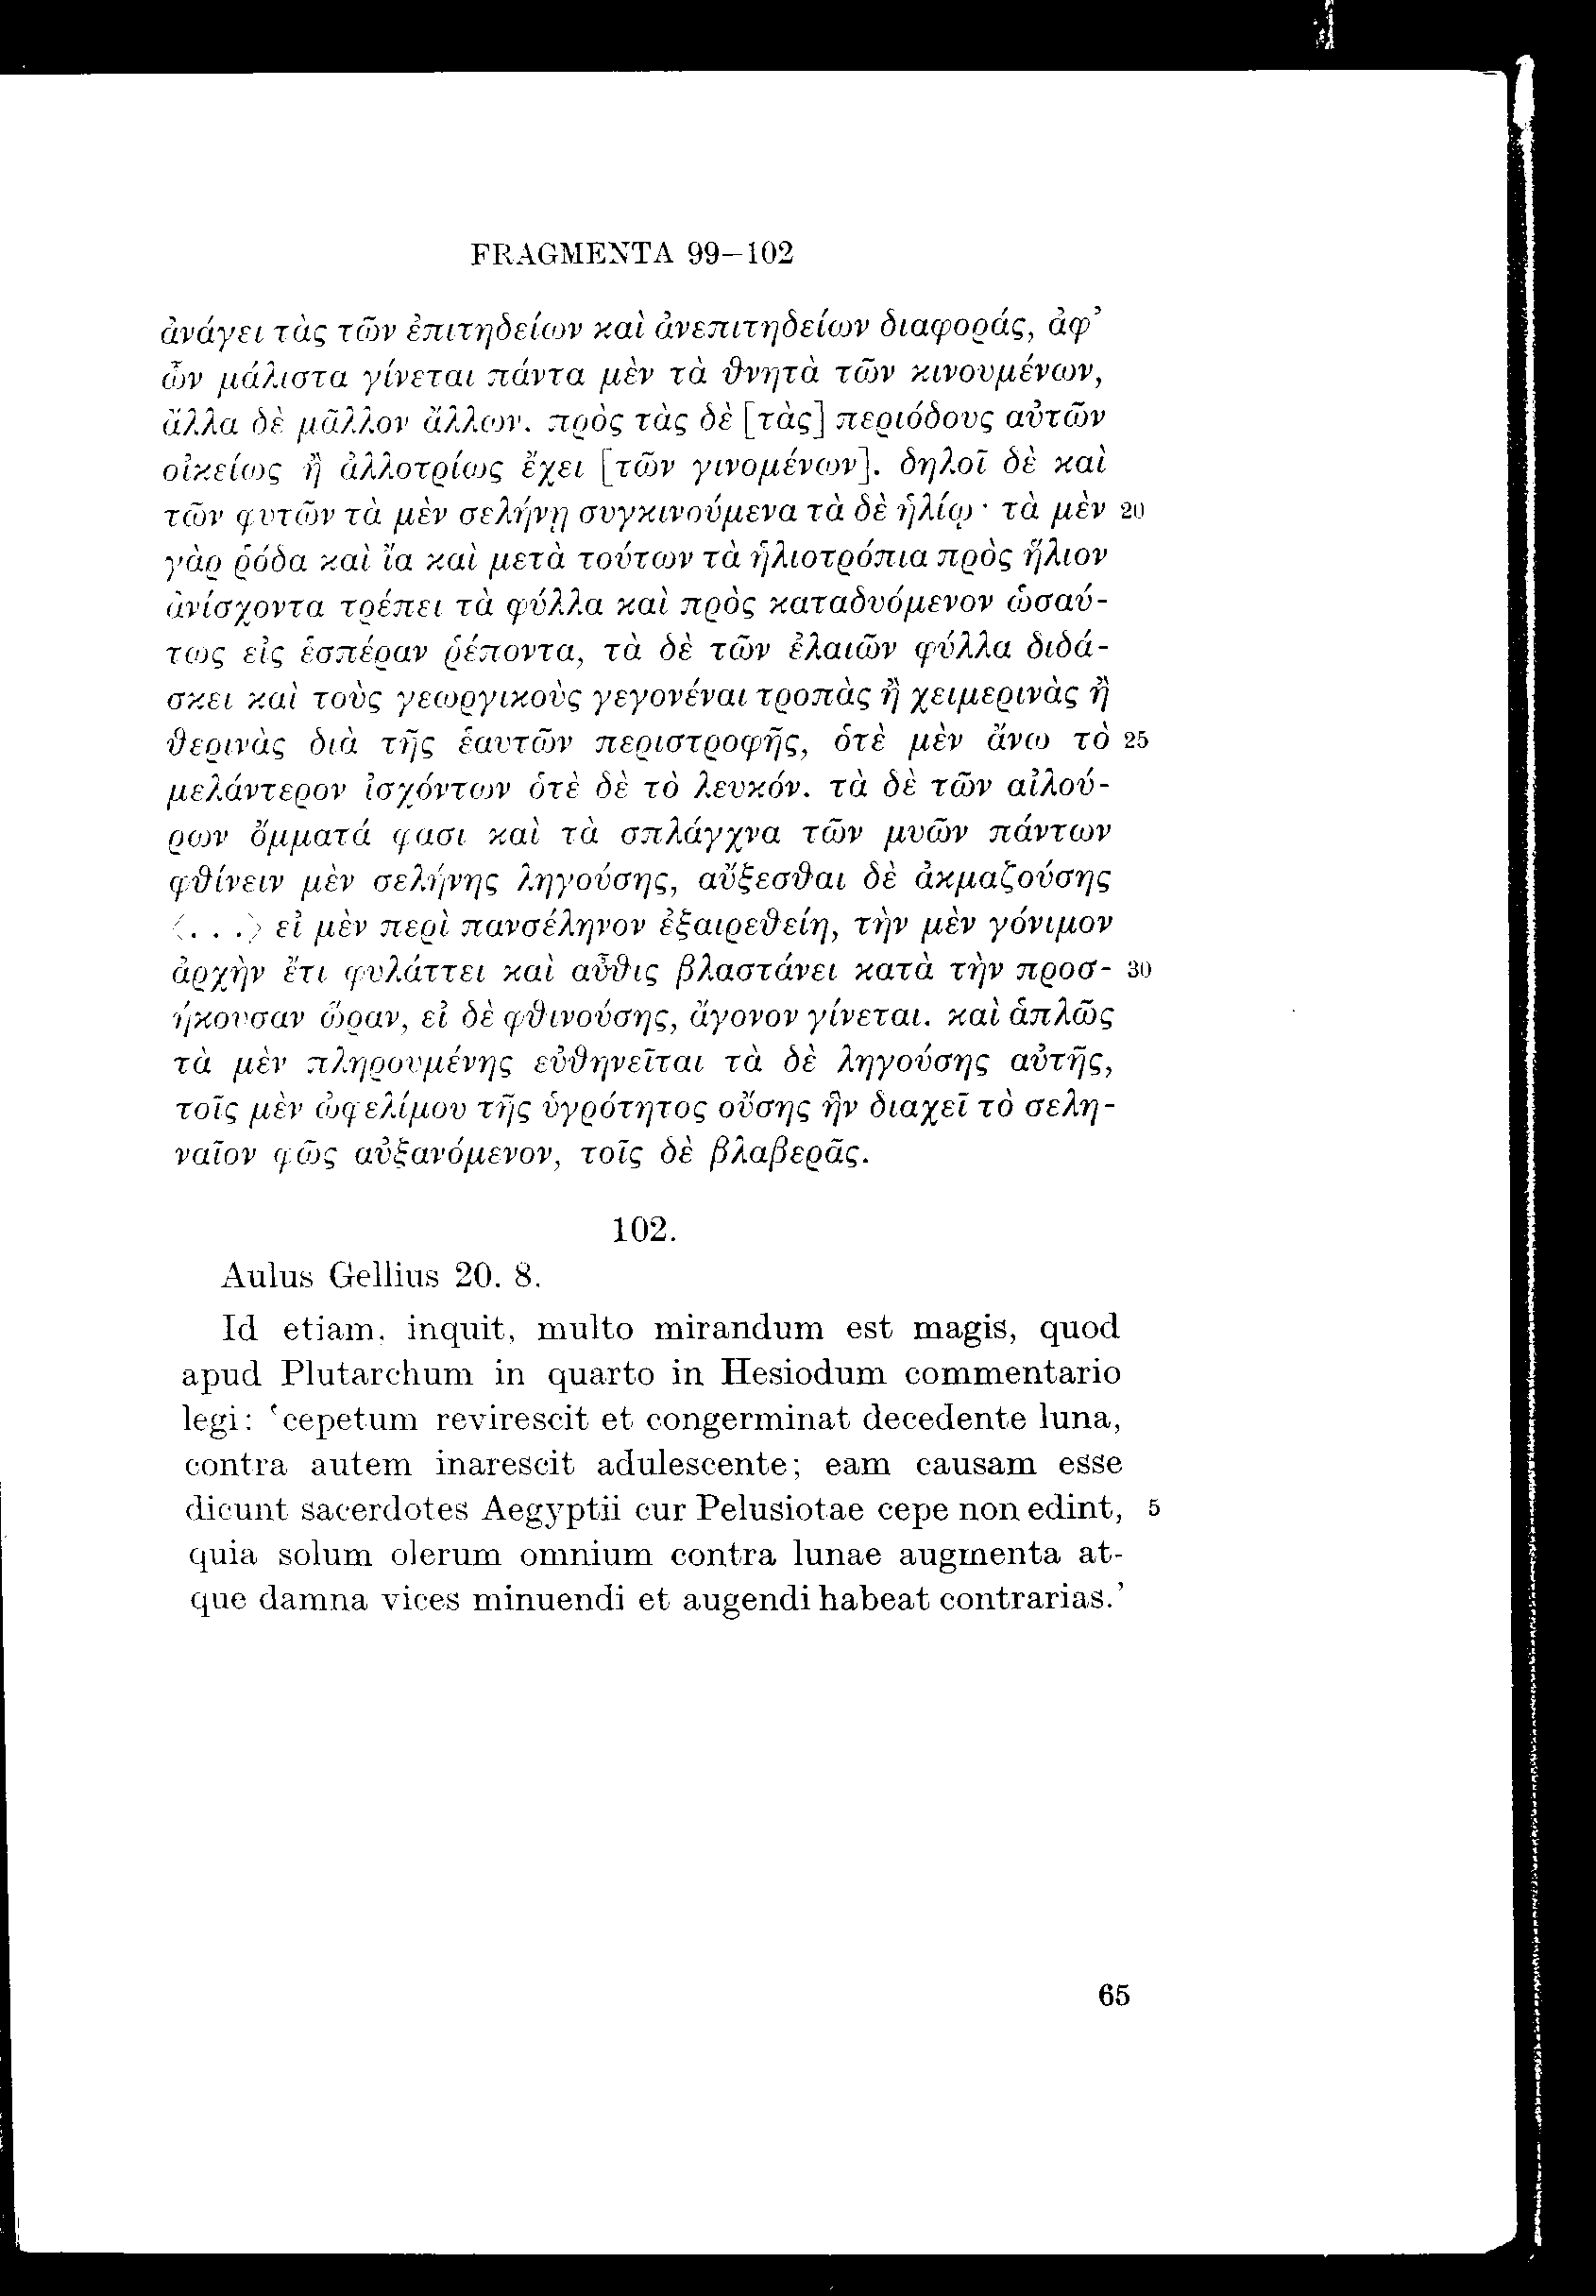 FRAGMENTA 99–102
ἀνάγει τὰς τῶν ἐπιτηδείων καὶ ἀνεπιτηδείων διαφοράς, ἀφ’
ὧν μάλιστα γίνεται πάντα μὲν τὰ θνητὰ τῶν κινουμένων,
ἄλλα δὲ μᾶλλον ἄλλων. πρὸς τὰς δὲ [τὰς] περιόδους αὐτῶν
οἰκείως ἢ ἀλλοτρίως ἔχει [τῶν γινομένων]. δηλοῖ δὲ καὶ
τῶν φυτῶν τὰ μὲν σελήνῃ συγκινούμενα τὰ δὲ ἡλίῳ· τὰ μὲν 20
γὰρ ῥόδα καὶ ἴα καὶ μετὰ τούτων τὰ ἡλιοτρόπια πρὸς ἥλιον
ἀνίσχοντα τρέπει τὰ φύλλα καὶ πρὸς καταδυόμενον ὡσαύ-
τως εἰς ἑσπέραν ῥέποντα, τὰ δὲ τῶν ἐλαιῶν φύλλα διδά-
σκει καὶ τοὺς γεωργικοὺς γεγονέναι τροπὰς ἢ χειμερινὰς ἢ
θερινὰς διὰ τῆς ἑαυτῶν περιστροφῆς, ὁτὲ μὲν ἄνω τὸ 25
μελάντερον ἰσχόντων ὁτὲ δὲ τὸ λευκόν. τὰ δὲ τῶν αἰλού-
ρων ὄμματά φασι καὶ τὰ σπλάγχνα τῶν μυῶν πάντων
φθίνειν μὲν σελήνης ληγούσης, αὔξεσθαι δὲ ἀκμαζούσης
〈. . .〉 εἰ μὲν περὶ πανσέληνον ἐξαιρεθείη, τὴν μὲν γόνιμον
ἀρχὴν ἔτι φυλάττει καὶ αὖθις βλαστάνει κατὰ τὴν προσ- 30
ήκουσαν ὥραν, εἰ δὲ φθινούσης, ἄγονον γίνεται. καὶ ἁπλῶς
τὰ μὲν πληρουμένης εὐθηνεῖται τὰ δὲ ληγούσης αὐτῆς,
τοῖς μὲν ὠφελίμου τῆς ὑγρότητος οὔσης ἣν διαχεῖ τὸ σελη-
ναῖον φῶς αὐξανόμενον, τοῖς δὲ βλαβερᾶς.
102.
Aulus Gellius 20. 8.
Id etiam, inquit, multo mirandum est magis, quod
apud Plutarchum in quarto in Hesiodum commentario
legi: ‘cepetum revirescit et congerminat decedente luna,
contra autem inarescit adulescente; eam causam esse
dicunt sacerdotes Aegyptii cur Pelusiotae cepe non edint, 5
quia solum olerum omnium contra lunae augmenta at-
que damna vices minuendi et augendi habeat contrarias.’
65